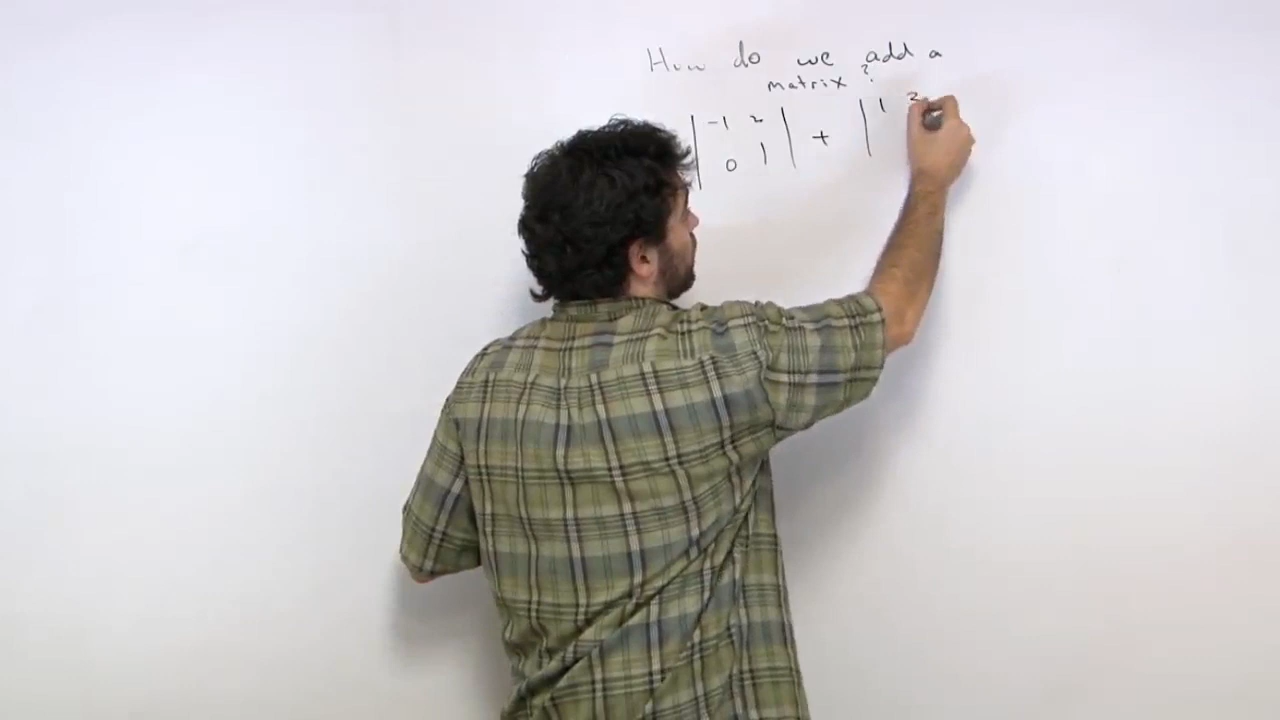 How do we add a
matrix?
| -1 2 | + | 1 2
| 0 1 |